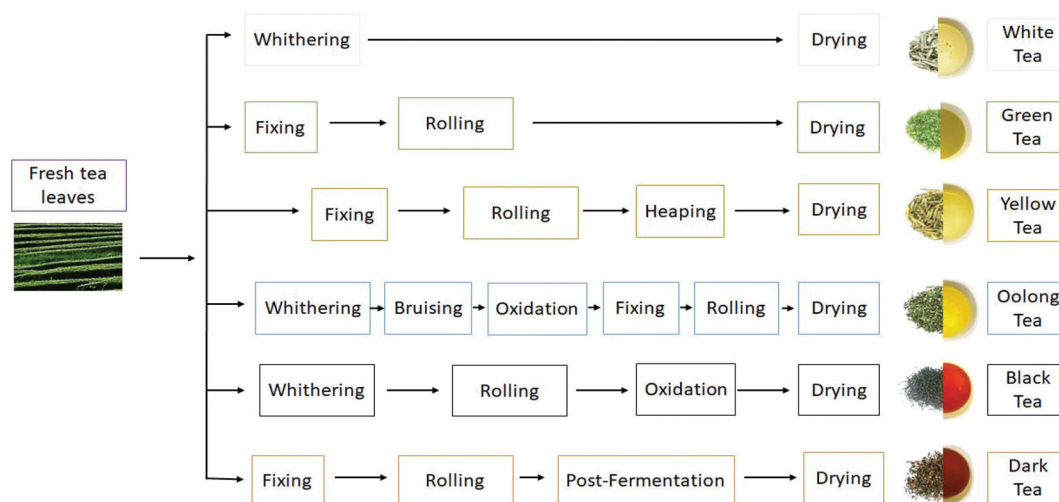 Fresh tea
leaves
Whithering
Drying
White
Tea
Fixing
Rolling
Drying
Green
Tea
Fixing
Rolling
Heaping
Drying
Yellow
Tea
Whithering
Bruising
Oxidation
Fixing
Rolling
Drying
Oolong
Tea
Whithering
Rolling
Oxidation
Drying
Black
Tea
Fixing
Rolling
Post-Fermentation
Drying
Dark
Tea